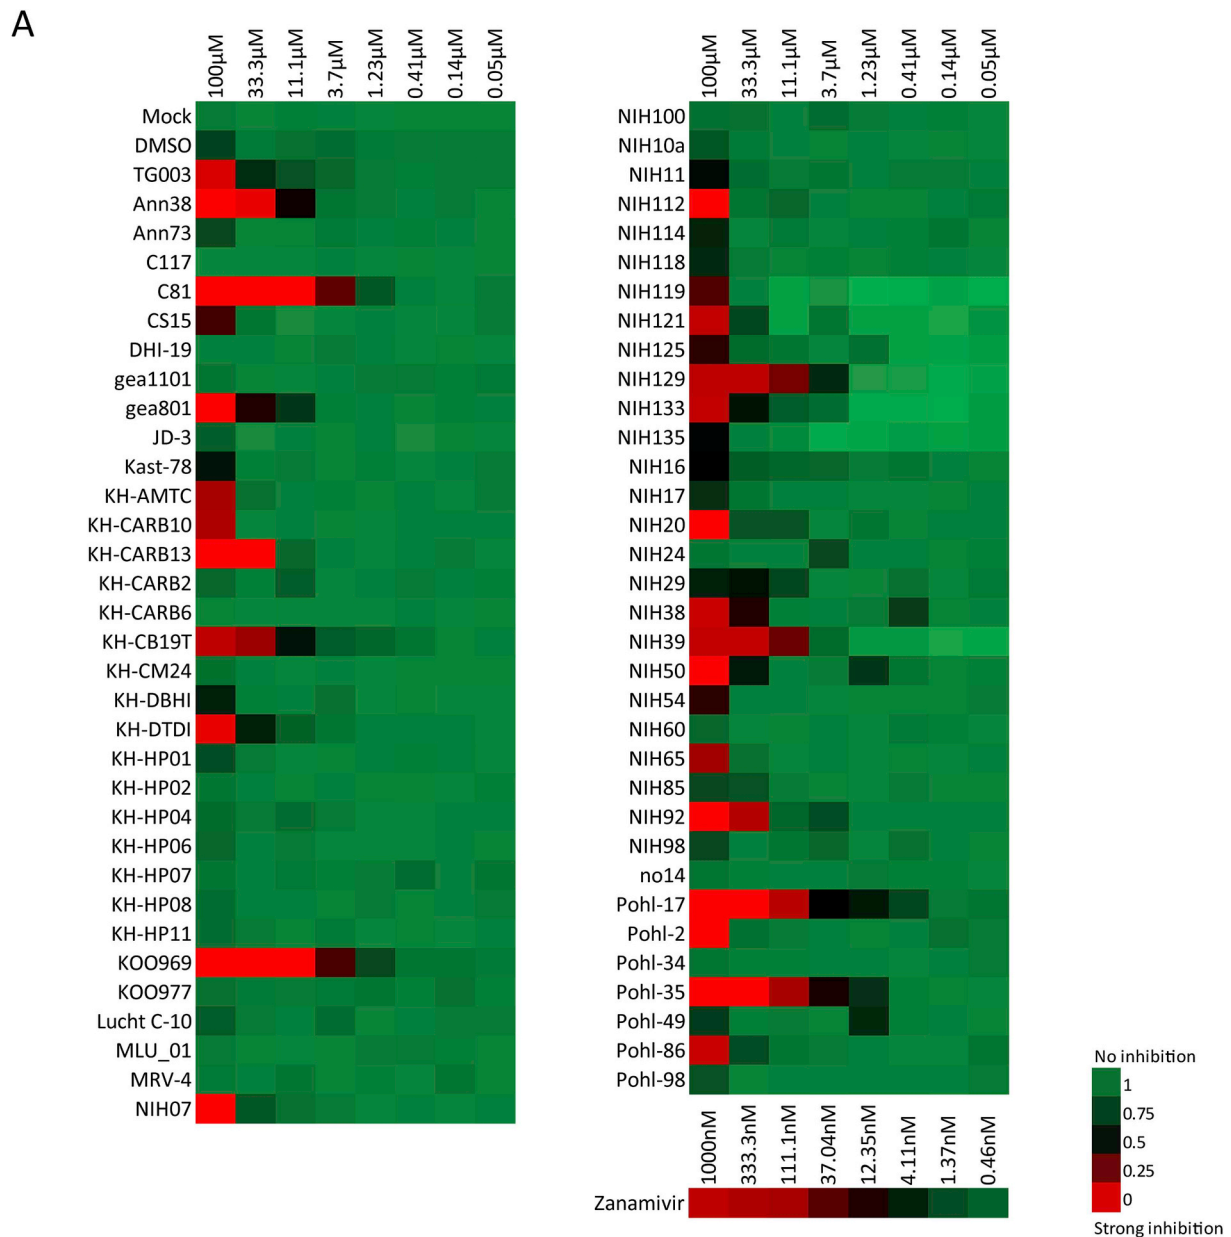 A
100µM 33.3µM 11.1µM 3.7µM 1.23µM 0.41µM 0.14µM 0.05µM
Mock
DMSO
TG003
Ann38
Ann73
C117
C81
CS15
DHI-19
gea1101
gea801
JD-3
Kast-78
KH-AMTC
KH-CARB10
KH-CARB13
KH-CARB2
KH-CARB6
KH-CB19T
KH-CM24
KH-DBHI
KH-DTDI
KH-HP01
KH-HP02
KH-HP04
KH-HP06
KH-HP07
KH-HP08
KH-HP11
KOO969
KOO977
Lucht C-10
MLU_01
MRV-4
NIH07
100µM 33.3µM 11.1µM 3.7µM 1.23µM 0.41µM 0.14µM 0.05µM
NIH100
NIH10a
NIH11
NIH112
NIH114
NIH118
NIH119
NIH121
NIH125
NIH129
NIH133
NIH135
NIH16
NIH17
NIH20
NIH24
NIH29
NIH38
NIH39
NIH50
NIH54
NIH60
NIH65
NIH85
NIH92
NIH98
no14
Pohl-17
Pohl-2
Pohl-34
Pohl-35
Pohl-49
Pohl-86
Pohl-98
1000nM 333.3nM 111.1nM 37.04nM 12.35nM 4.11nM 1.37nM 0.46nM
Zanamivir
No inhibition
1
0.75
0.5
0.25
0
Strong inhibition